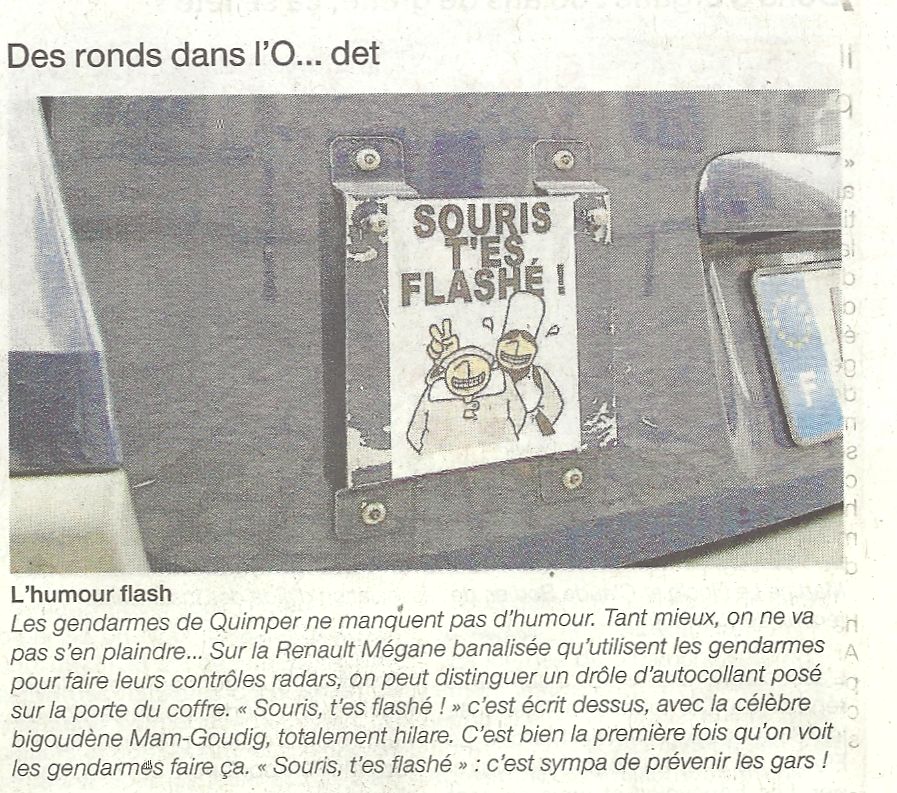 Des ronds dans l'O... det
SOURIS
T'ES
FLASHÉ !
F
L'humour flash
Les gendarmes de Quimper ne manquent pas d'humour. Tant mieux, on ne va
pas s'en plaindre... Sur la Renault Mégane banalisée qu'utilisent les gendarmes
pour faire leurs contrôles radars, on peut distinguer un drôle d'autocollant posé
sur la porte du coffre. « Souris, t'es flashé ! » c'est écrit dessus, avec la célèbre
bigoudène Mam-Goudig, totalement hilare. C'est bien la première fois qu'on voit
les gendarmes faire ça. « Souris, t'es flashé » : c'est sympa de prévenir les gars !